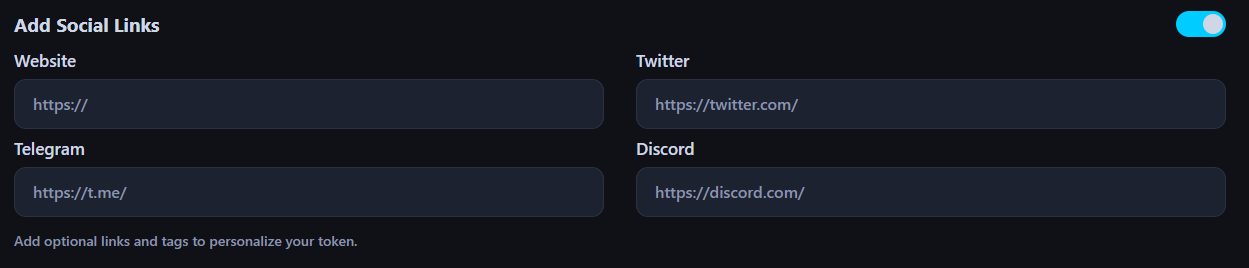 Add Social Links
Website
Twitter
https://
https://twitter.com/
Telegram
Discord
https://t.me/
https://discord.com/
Add optional links and tags to personalize your token.